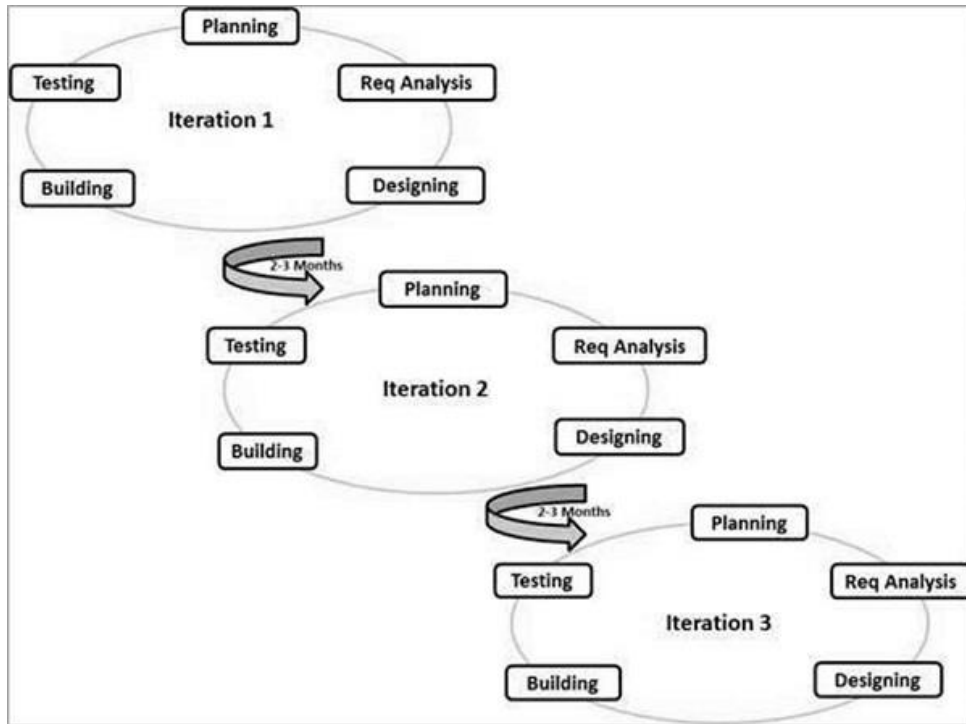 Planning
Testing
Req Analysis
Iteration 1
Building
Designing
2-3 Months
Planning
Testing
Req Analysis
Iteration 2
Building
Designing
2-3 Months
Planning
Testing
Req Analysis
Iteration 3
Building
Designing